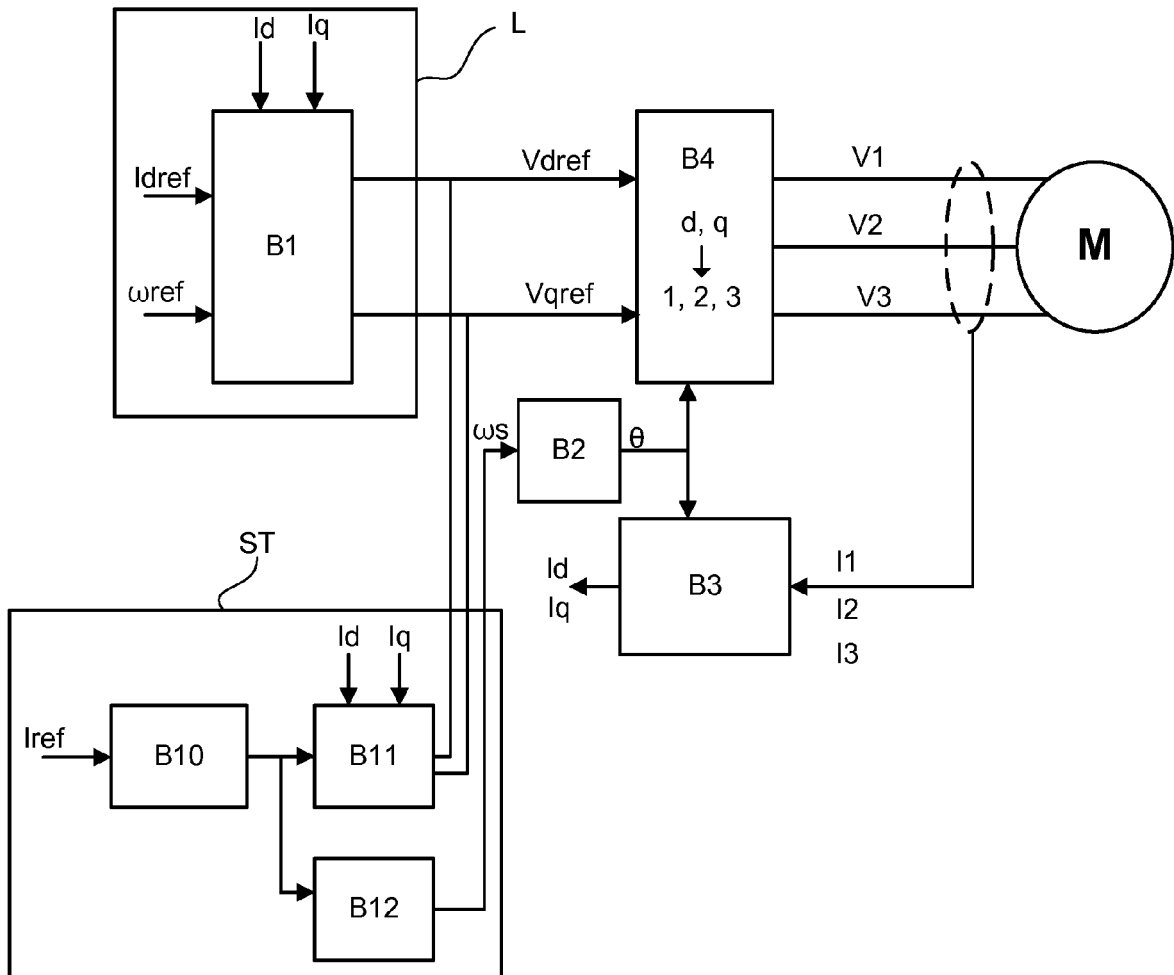 Id
Iq
L
Idref
B1
ωref
Vdref
Vqref
B4
d, q
1, 2, 3
V1
V2
V3
M
ωs
B2
θ
B3
Id
Iq
I1
I2
I3
ST
Id
Iq
Iref
B10
B11
B12